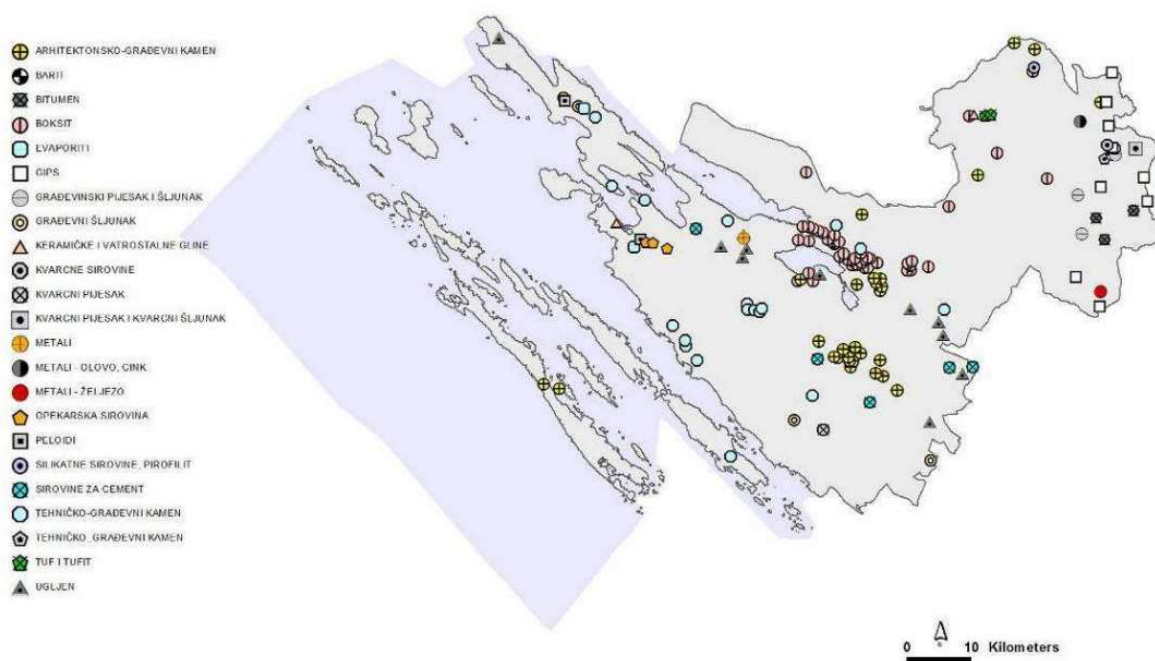 ARHITEKTONSKO-GRAĐEVNI KAMEN
BARIT
BITUMEN
BOKSIT
EVAPORITI
GIPS
GRAĐEVINSKI PIJESAK I ŠLJUNAK
GRAĐEVNI ŠLJUNAK
KERAMIČKE I VATROSTALNE GLINE
KVARCNE SIROVINE
KVARCNI PIJESAK
KVARCNI PIJESAK I KVARCNI ŠLJUNAK
METALI
METALI - OLOVO, CINK
METALI - ŽELJEZO
OPEKARSKA SIROVINA
PELOIDI
SILIKATNE SIROVINE, PIROFILIT
SIROVINE ZA CEMENT
TEHNIČKO-GRAĐEVNI KAMEN
TEHNIČKO_GRAĐEVNI KAMEN
TUF I TUFIT
UGLJEN
0 10 Kilometers